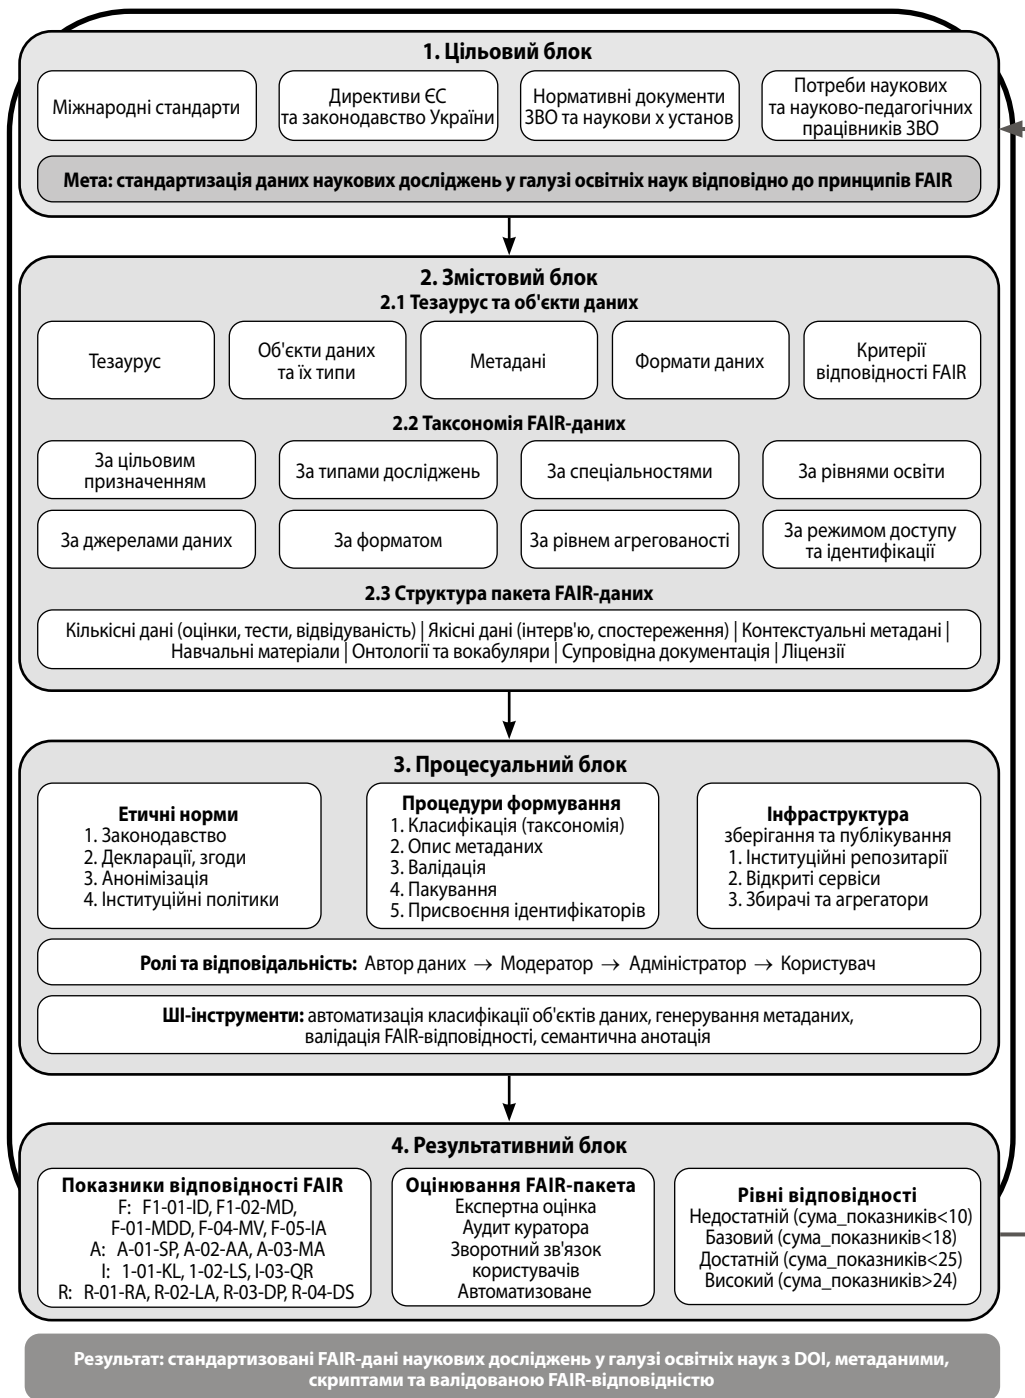 1. Цільовий блок
Міжнародні стандарти
Директиви ЄС
та законодавство України
Нормативні документи
ЗВО та наукови х установ
Потреби наукових
та науково-педагогічних
працівників ЗВО
Мета: стандартизація даних наукових досліджень у галузі освітніх наук відповідно до принципів FAIR
2. Змістовий блок
2.1 Тезаурус та об'єкти даних
Тезаурус
Об'єкти даних
та їх типи
Метадані
Формати даних
Критерії
відповідності FAIR
2.2 Таксономія FAIR-даних
За цільовим
призначенням
За типами досліджень
За спеціальностями
За рівнями освіти
За джерелами даних
За форматом
За рівнем агрегованості
За режимом доступу
та ідентифікації
2.3 Структура пакета FAIR-даних
Кількісні дані (оцінки, тести, відвідуваність) | Якісні дані (інтерв'ю, спостереження) | Контекстуальні метадані |
Навчальні матеріали | Онтології та вокабуляри | Супровідна документація | Ліцензії
3. Процесуальний блок
Етичні норми
1. Законодавство
2. Декларації, згоди
3. Анонімізація
4. Інституційні політики
Процедури формування
1. Класифікація (таксономія)
2. Опис метаданих
3. Валідація
4. Пакування
5. Присвоєння ідентифікаторів
Інфраструктура
зберігання та публікування
1. Інституційні репозитарії
2. Відкриті сервіси
3. Збирачі та агрегатори
Ролі та відповідальність: Автор даних → Модератор → Адміністратор → Користувач
ШІ-інструменти: автоматизація класифікації об'єктів даних, генерування метаданих,
валідація FAIR-відповідності, семантична анотація
4. Результативний блок
Показники відповідності FAIR
F: F1-01-ID, F1-02-MD,
F-01-MDD, F-04-MV, F-05-IA
A: A-01-SP, A-02-AA, A-03-MA
I: 1-01-KL, 1-02-LS, I-03-QR
R: R-01-RA, R-02-LA, R-03-DP, R-04-DS
Оцінювання FAIR-пакета
Експертна оцінка
Аудит куратора
Зворотний зв'язок
користувачів
Автоматизоване
Рівні відповідності
Недостатній (сума_показників<10)
Базовий (сума_показників<18)
Достатній (сума_показників<25)
Високий (сума_показників>24)
Результат: стандартизовані FAIR-дані наукових досліджень у галузі освітніх наук з DOI, метаданими,
скриптами та валідованою FAIR-відповідністю